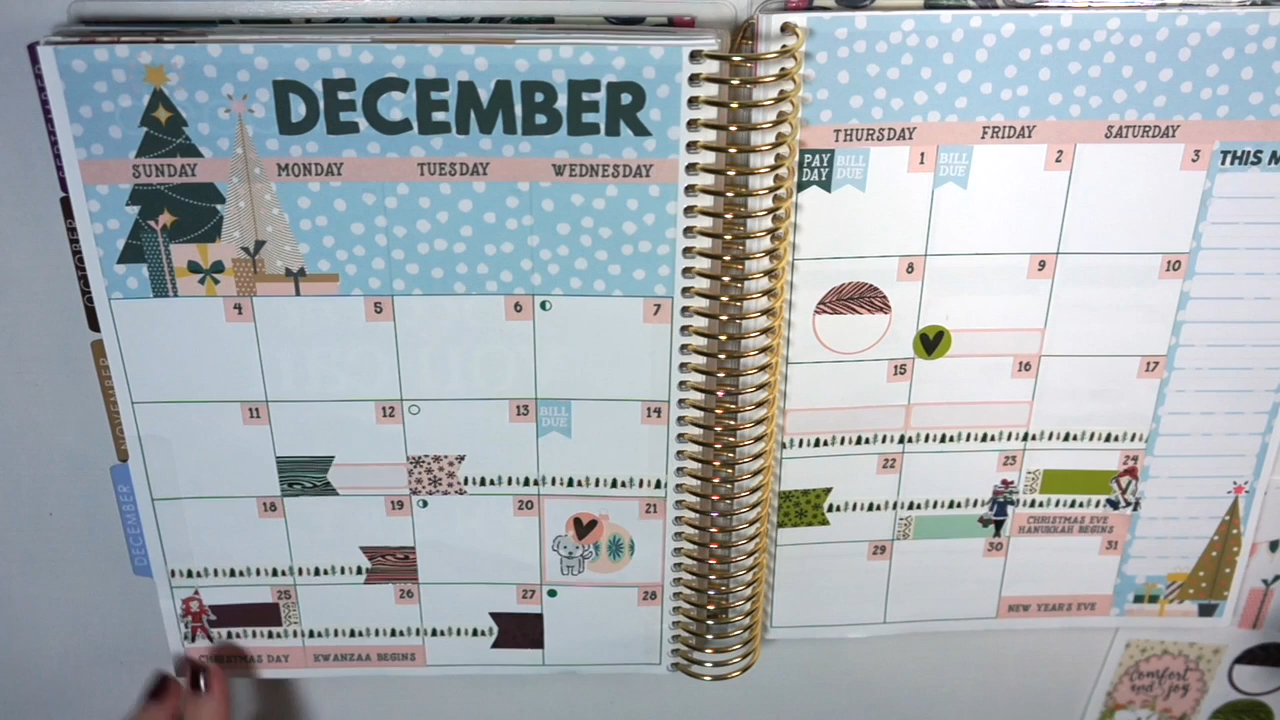 DECEMBER
SUNDAY MONDAY TUESDAY WEDNESDAY
4 5 6 7
11 12 13 BILL DUE 14
18 19 20 21
25 26 27 28
CHRISTMAS DAY KWANZAA BEGINS
OCTOBER
NOVEMBER
DECEMBER
THURSDAY FRIDAY SATURDAY
THIS M
PAY DAY BILL DUE 1 BILL DUE 2 3
8 9 10
15 16 17
22 23 24
CHRISTMAS EVE
HANUKKAH BEGINS
29 30 31
NEW YEAR'S EVE
comfort
and joy